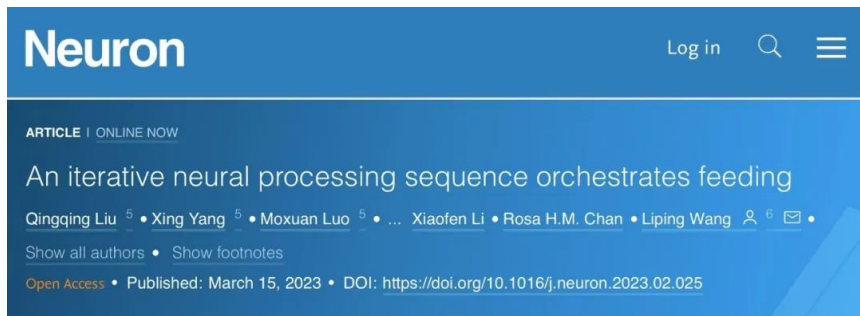 Neuron
Log in
ARTICLE | ONLINE NOW
An iterative neural processing sequence orchestrates feeding
Qingqing Liu 5 • Xing Yang 5 • Moxuan Luo 5 • ... Xiaofen Li • Rosa H.M. Chan • Liping Wang 6 •
Show all authors • Show footnotes
Open Access • Published: March 15, 2023 • DOI: https://doi.org/10.1016/j.neuron.2023.02.025